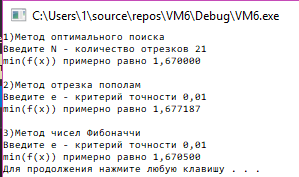 C:\Users\1\source\repos\VM6\Debug\VM6.exe
1)Метод оптимального поиска
Введите N - количество отрезков 21
min(f(x)) примерно равно 1,670000
2)Метод отрезка пополам
Введите e - критерий точности 0,01
min(f(x)) примерно равно 1,677187
3)Метод чисел Фибоначчи
Введите e - критерий точности 0,01
min(f(x)) примерно равно 1,670500
Для продолжения нажмите любую клавишу . . .